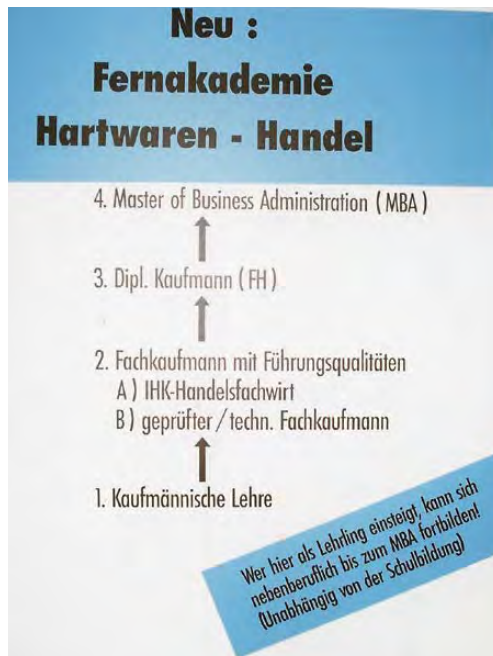 Neu :
Fernakademie
Hartwaren - Handel
4. Master of Business Administration ( MBA )
3. Dipl. Kaufmann ( FH )
2. Fachkaufmann mit Führungsqualitäten
A ) IHK-Handelsfachwirt
B ) geprüfter / techn. Fachkaufmann
1. Kaufmännische Lehre
Wer hier als Lehrling einsteigt, kann sich
nebenberuflich bis zum MBA fortbilden!
(Unabhängig von der Schulbildung)